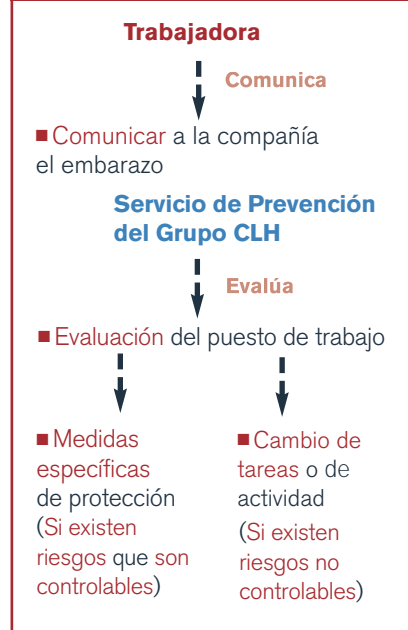 Trabajadora
Comunica
■ Comunicar a la compañía
el embarazo
Servicio de Prevención
del Grupo CLH
Evalúa
■ Evaluación del puesto de trabajo
■ Medidas
específicas
de protección
(Si existen
riesgos que son
controlables)
■ Cambio de
tareas o de
actividad
(Si existen
riesgos no
controlables)